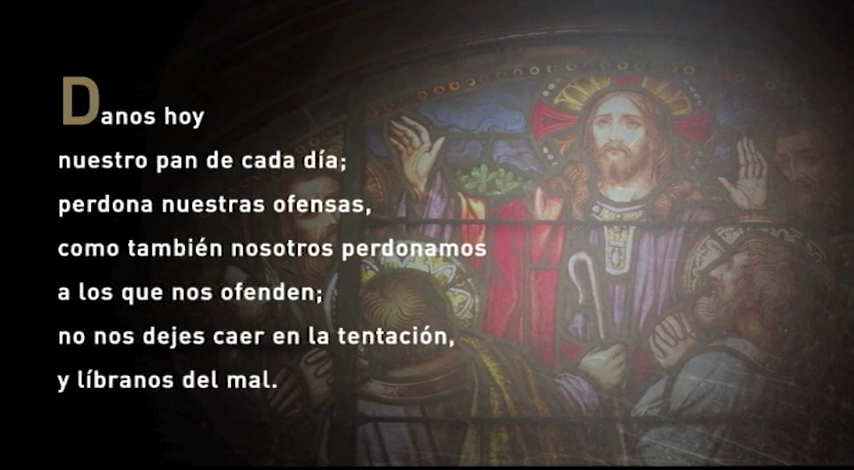 Danos hoy
nuestro pan de cada día;
perdona nuestras ofensas,
como también nosotros perdonamos
a los que nos ofenden;
no nos dejes caer en la tentación,
y líbranos del mal.